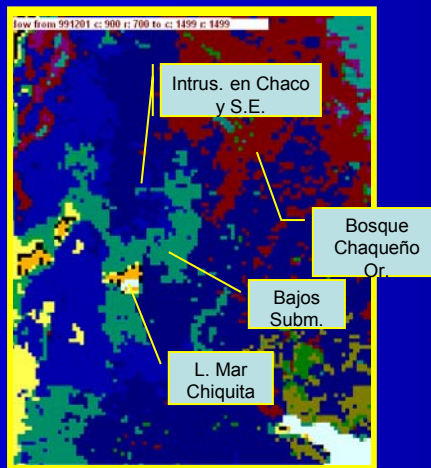 low from 991201 c: 900 r: 700 to c: 1499 r: 1499
Intrus. en Chaco
y S.E.
Bosque
Chaqueño
Or.
Bajos
Subm.
L. Mar
Chiquita